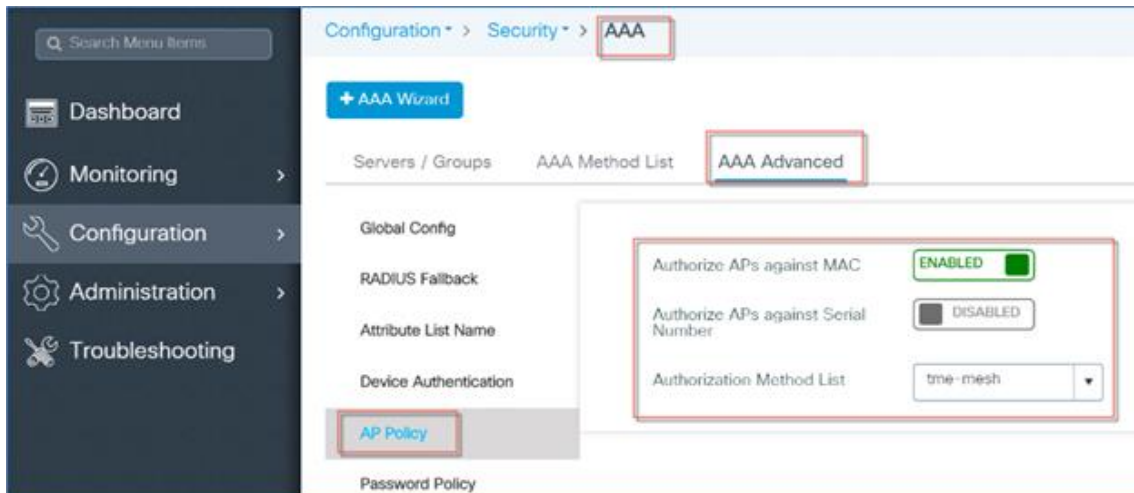 Search Menu Items
Dashboard
Monitoring
Configuration
Administration
Troubleshooting
Configuration > Security > AAA
+ AAA Wizard
Servers / Groups AAA Method List AAA Advanced
Global Config
RADIUS Fallback
Attribute List Name
Device Authentication
AP Policy
Password Policy
Authorize APs against MAC ENABLED
Authorize APs against Serial
Number
DISABLED
Authorization Method List tme-mesh